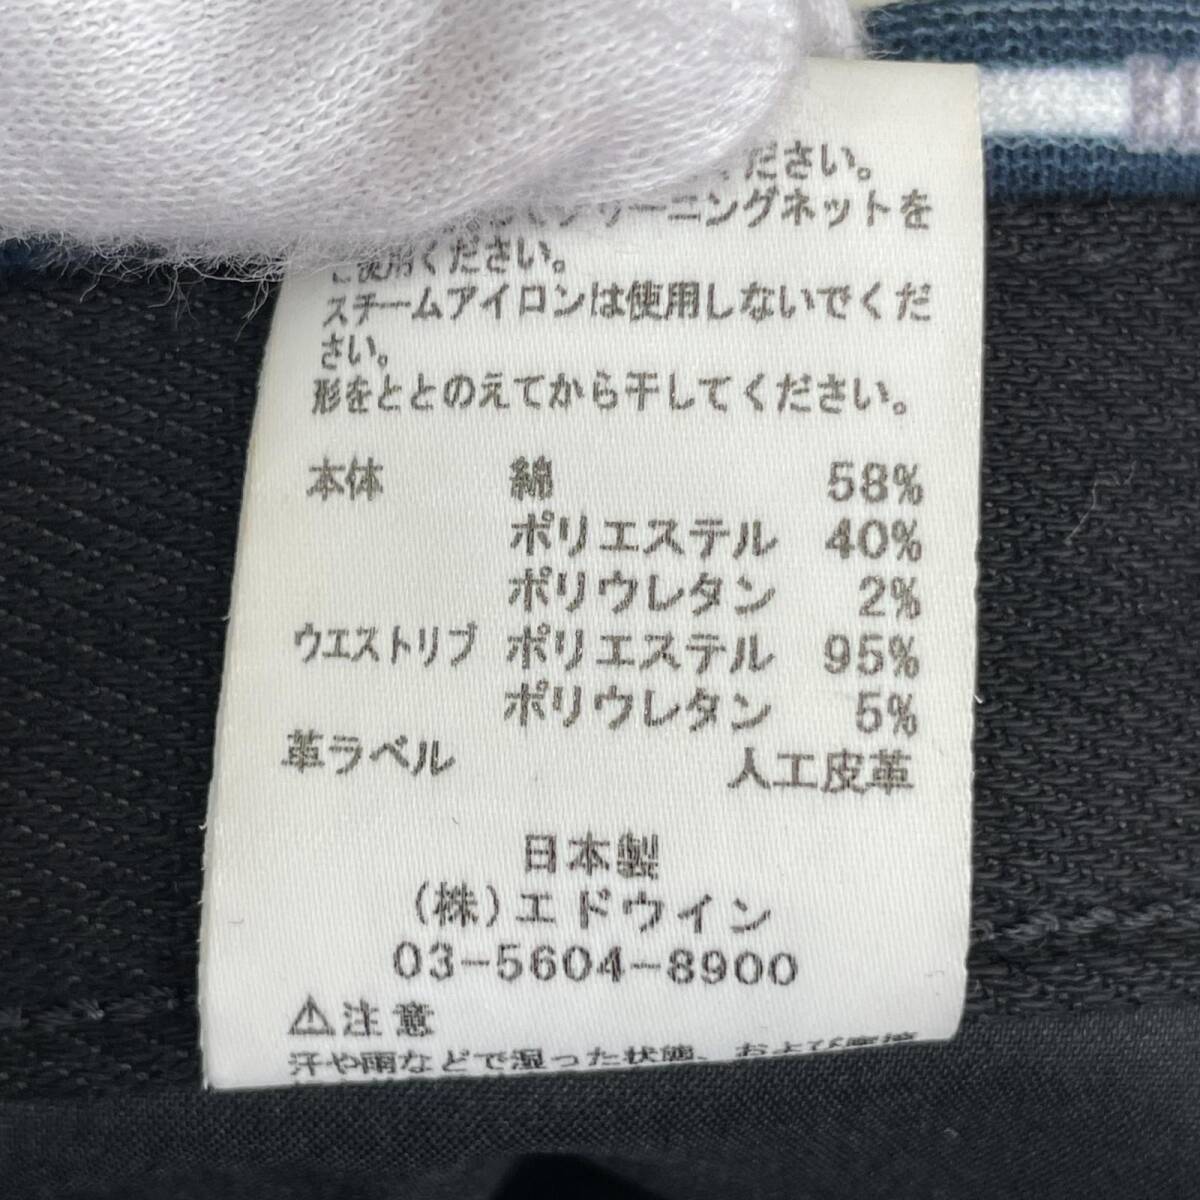 ださい。
クリーニングネットを
ご使用ください。
スチームアイロンは使用しないでくだ
さい。
形をととのえてから干してください。
本体 綿 58%
ポリエステル 40%
ポリウレタン 2%
ウエストリブ ポリエステル 95%
ポリウレタン 5%
革ラベル 人工皮革
日本製
(株)エドウイン
03-5604-8900
⚠注意
汗や雨などで湿った状態、および摩擦